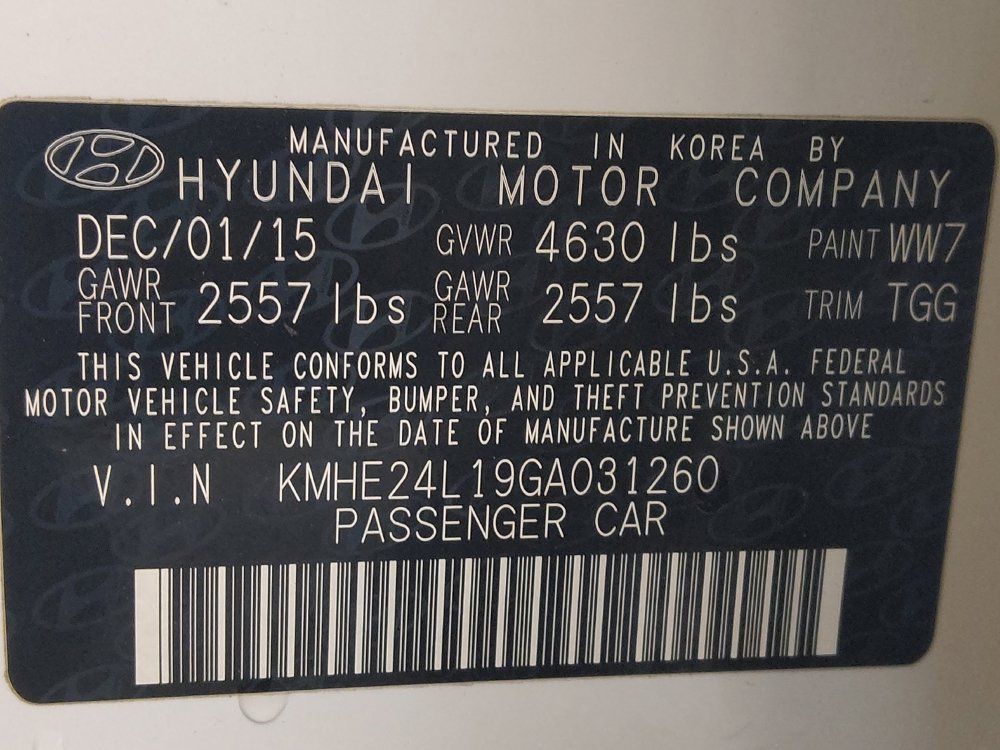 MANUFACTURED IN KOREA BY
HYUNDAI MOTOR COMPANY
DEC/01/15 GVWR 4630 lbs PAINT WW7
GAWR FRONT 2557 lbs GAWR REAR 2557 lbs TRIM TGG
THIS VEHICLE CONFORMS TO ALL APPLICABLE U.S.A. FEDERAL
MOTOR VEHICLE SAFETY, BUMPER, AND THEFT PREVENTION STANDARDS
IN EFFECT ON THE DATE OF MANUFACTURE SHOWN ABOVE
V.I.N KMHE24L19GA031260
PASSENGER CAR